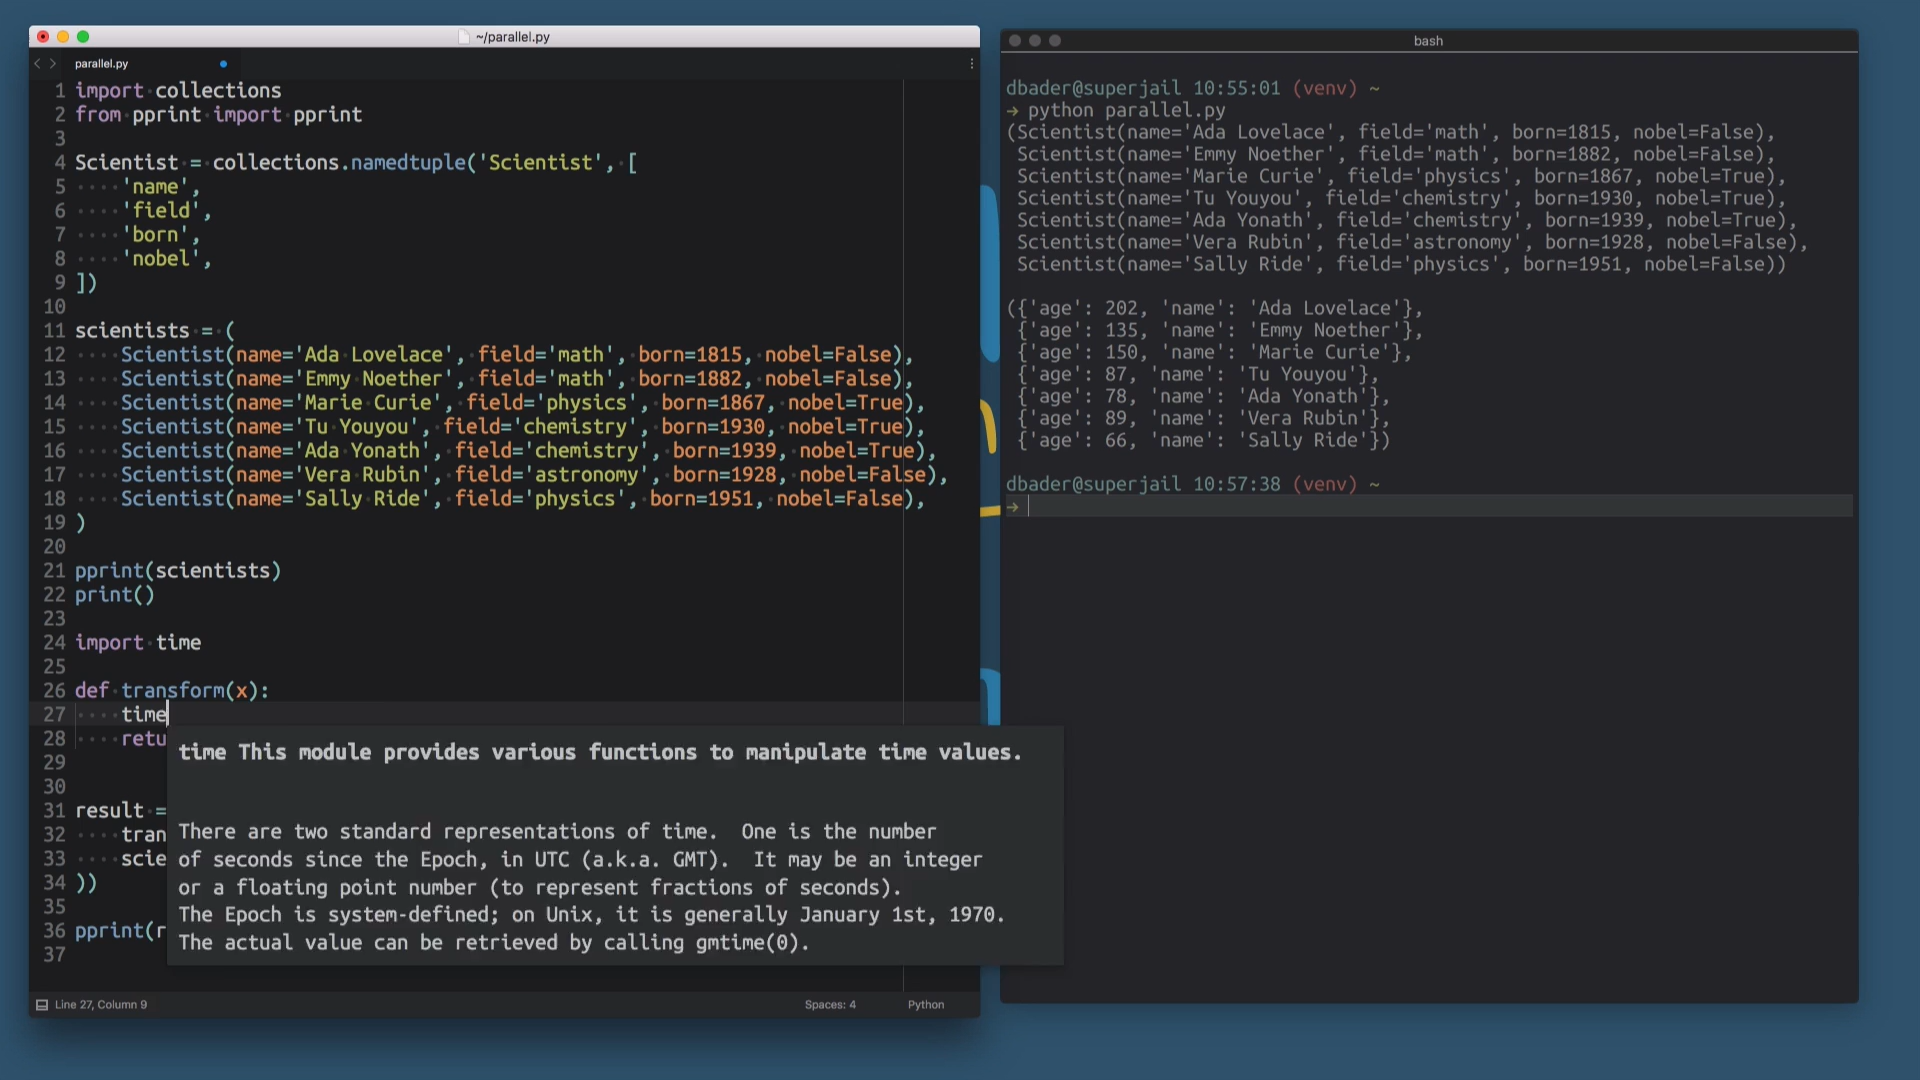 ~/parallel.py
parallel.py
1 import collections
2 from pprint import pprint
3
4 Scientist = collections.namedtuple('Scientist', [
5     'name',
6     'field',
7     'born',
8     'nobel',
9 ])
10
11 scientists = (
12     Scientist(name='Ada Lovelace', field='math', born=1815, nobel=False),
13     Scientist(name='Emmy Noether', field='math', born=1882, nobel=False),
14     Scientist(name='Marie Curie', field='physics', born=1867, nobel=True),
15     Scientist(name='Tu Youyou', field='chemistry', born=1930, nobel=True),
16     Scientist(name='Ada Yonath', field='chemistry', born=1939, nobel=True),
17     Scientist(name='Vera Rubin', field='astronomy', born=1928, nobel=False),
18     Scientist(name='Sally Ride', field='physics', born=1951, nobel=False),
19 )
20
21 pprint(scientists)
22 print()
23
24 import time
25
26 def transform(x):
27     time
28     retu
29
30
31 result =
32     tran
33     scie
34 ))
35
36 pprint(r
37
time This module provides various functions to manipulate time values.
There are two standard representations of time.  One is the number
of seconds since the Epoch, in UTC (a.k.a. GMT).  It may be an integer
or a floating point number (to represent fractions of seconds).
The Epoch is system-defined; on Unix, it is generally January 1st, 1970.
The actual value can be retrieved by calling gmtime(0).
Line 27, Column 9
Spaces: 4
Python
bash
dbader@superjail 10:55:01 (venv) ~
→ python parallel.py
(Scientist(name='Ada Lovelace', field='math', born=1815, nobel=False),
 Scientist(name='Emmy Noether', field='math', born=1882, nobel=False),
 Scientist(name='Marie Curie', field='physics', born=1867, nobel=True),
 Scientist(name='Tu Youyou', field='chemistry', born=1930, nobel=True),
 Scientist(name='Ada Yonath', field='chemistry', born=1939, nobel=True),
 Scientist(name='Vera Rubin', field='astronomy', born=1928, nobel=False),
 Scientist(name='Sally Ride', field='physics', born=1951, nobel=False))
({'age': 202, 'name': 'Ada Lovelace'},
 {'age': 135, 'name': 'Emmy Noether'},
 {'age': 150, 'name': 'Marie Curie'},
 {'age': 87, 'name': 'Tu Youyou'},
 {'age': 78, 'name': 'Ada Yonath'},
 {'age': 89, 'name': 'Vera Rubin'},
 {'age': 66, 'name': 'Sally Ride'})
dbader@superjail 10:57:38 (venv) ~
→